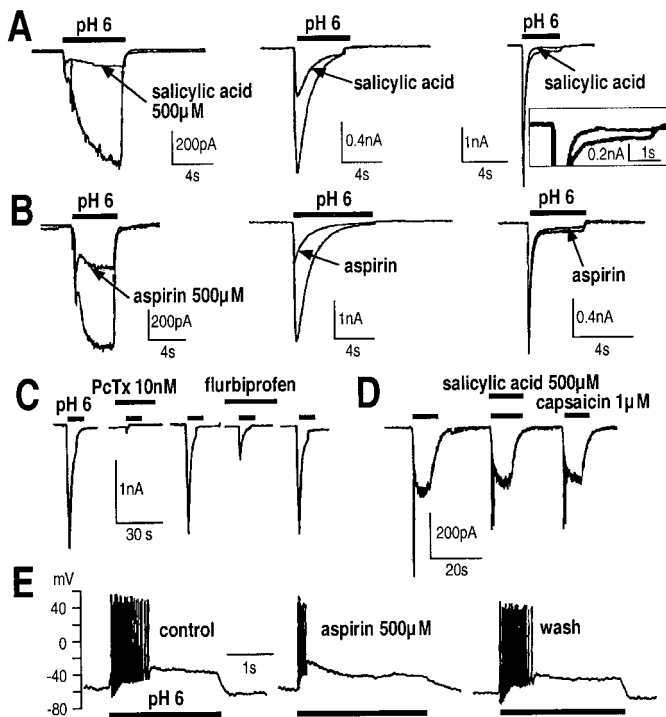 A
pH 6
pH 6
pH 6
salicylic acid
500µM
salicylic acid
salicylic acid
200pA
4s
0.4nA
4s
1nA
4s
0.2nA
1s
B
pH 6
pH 6
pH 6
aspirin 500µM
aspirin
aspirin
200pA
4s
1nA
4s
0.4nA
4s
C
PcTx 10nM
flurbiprofen
pH 6
1nA
30 s
D
salicylic acid 500µM
capsaicin 1µM
200pA
20s
E
mV
40
0
-40
-60
-80
control
1s
aspirin 500µM
wash
pH 6